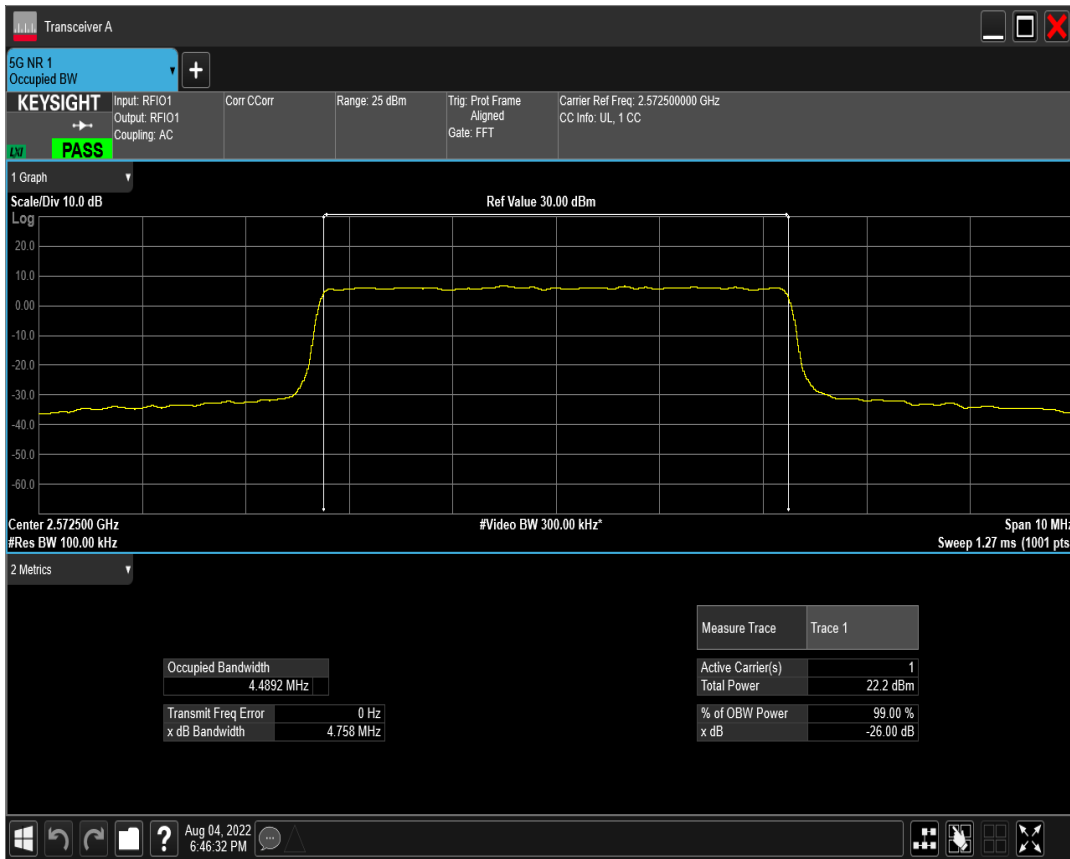 Transceiver A
5G NR 1
Occupied BW
KEYSIGHT
LXI
PASS
Input: RFIO1
Output: RFIO1
Coupling: AC
Corr CCorr
Range: 25 dBm
Trig: Prot Frame
Aligned
Gate: FFT
Carrier Ref Freq: 2.572500000 GHz
CC Info: UL, 1 CC
1 Graph
Scale/Div 10.0 dB
Ref Value 30.00 dBm
Log
20.0
10.0
0.00
-10.0
-20.0
-30.0
-40.0
-50.0
-60.0
Center 2.572500 GHz
#Video BW 300.00 kHz*
Span 10 MHz
#Res BW 100.00 kHz
Sweep 1.27 ms (1001 pts
2 Metrics
Measure Trace Trace 1
Occupied Bandwidth
4.4892 MHz
Active Carrier(s) 1
Total Power 22.2 dBm
Transmit Freq Error 0 Hz
x dB Bandwidth 4.758 MHz
% of OBW Power 99.00 %
x dB -26.00 dB
Aug 04, 2022
6:46:32 PM